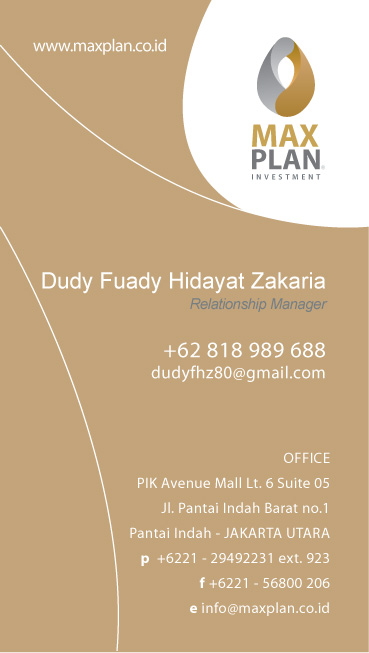 www.maxplan.co.id
MAX
PLAN®
INVESTMENT
Dudy Fuady Hidayat Zakaria
Relationship Manager
+62 818 989 688
dudyfhz80@gmail.com
OFFICE
PIK Avenue Mall Lt. 6 Suite 05
Jl. Pantai Indah Barat no.1
Pantai Indah - JAKARTA UTARA
p +6221 - 29492231 ext. 923
f +6221 - 56800 206
e info@maxplan.co.id